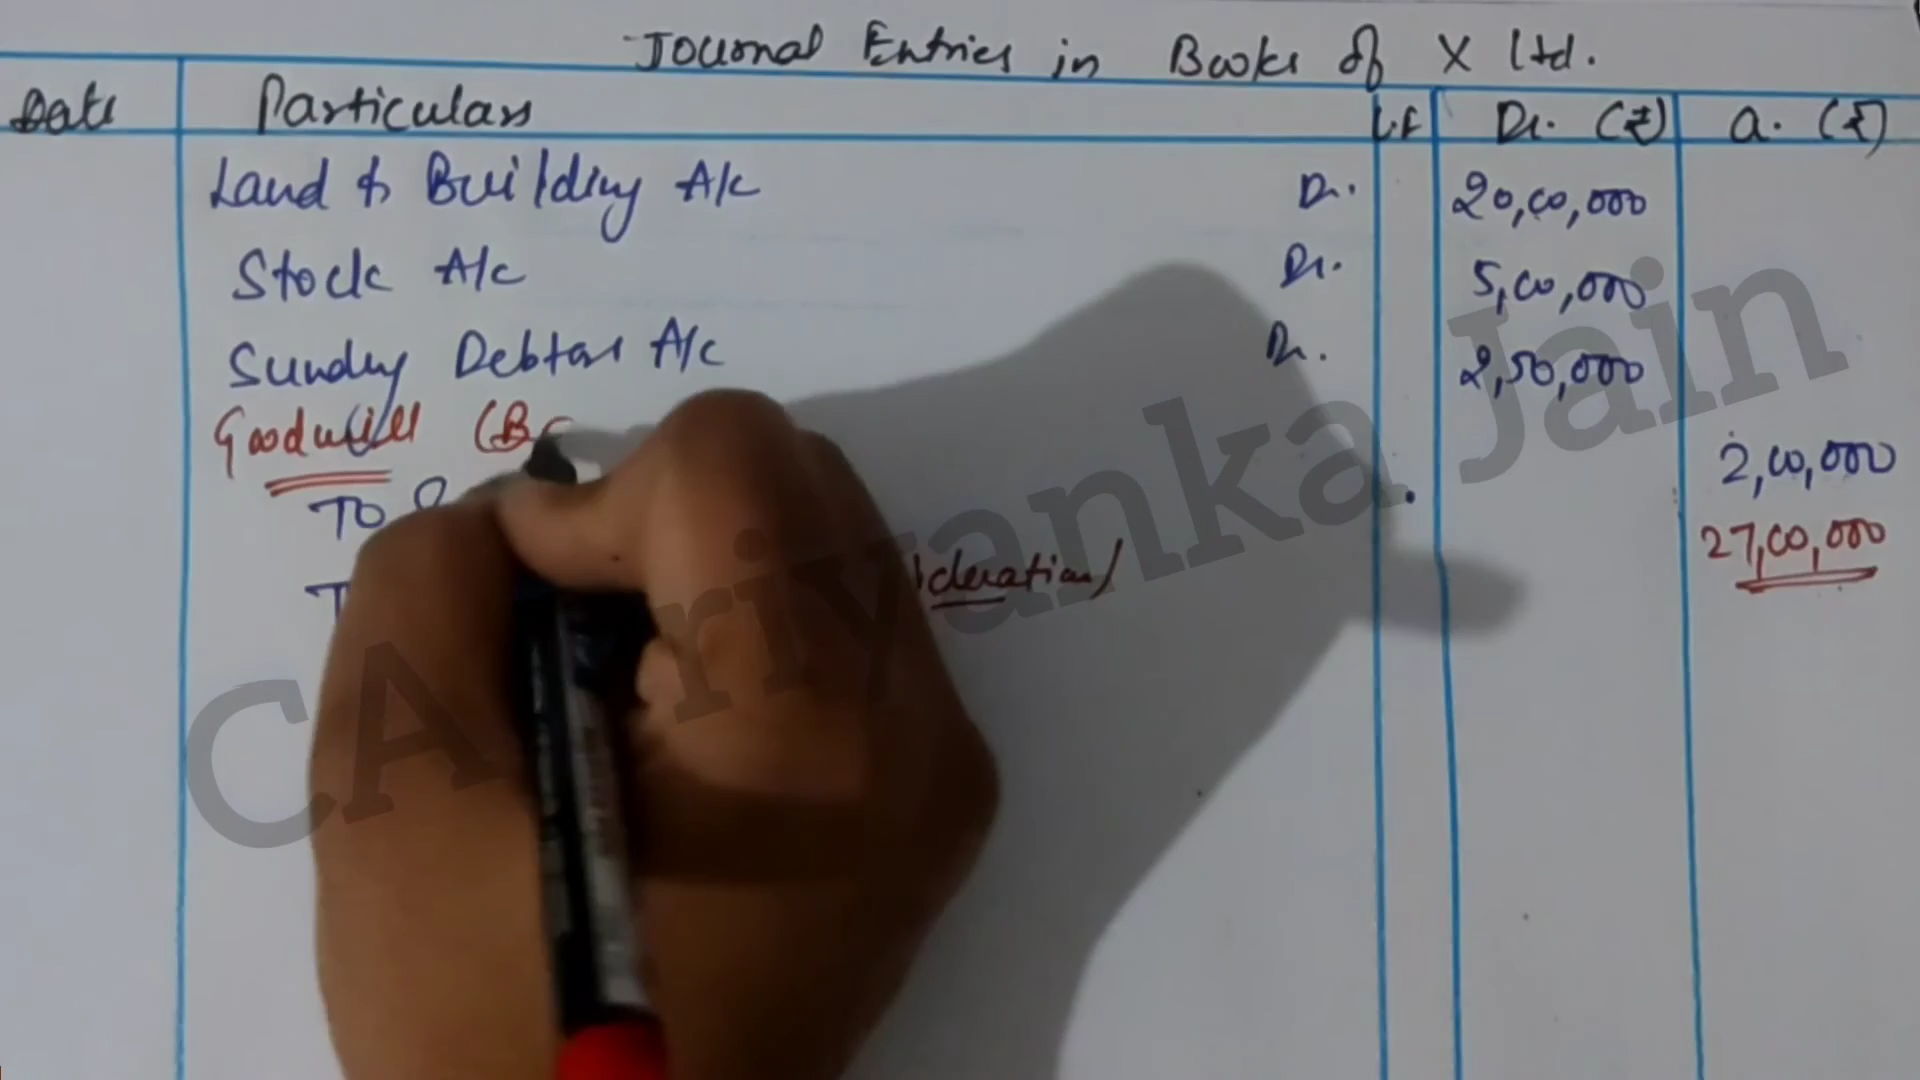 Journal Entries in Books of X Ltd.
Date Particulars L.F Dr. (₹) Cr. (₹)
Land & Building A/c Dr. 20,00,000
Stock A/c Dr. 5,00,000
Sundry Debtors A/c Dr. 2,50,000
Goodwill (B
2,00,000
To
27,00,000
CA Priyanka Jain